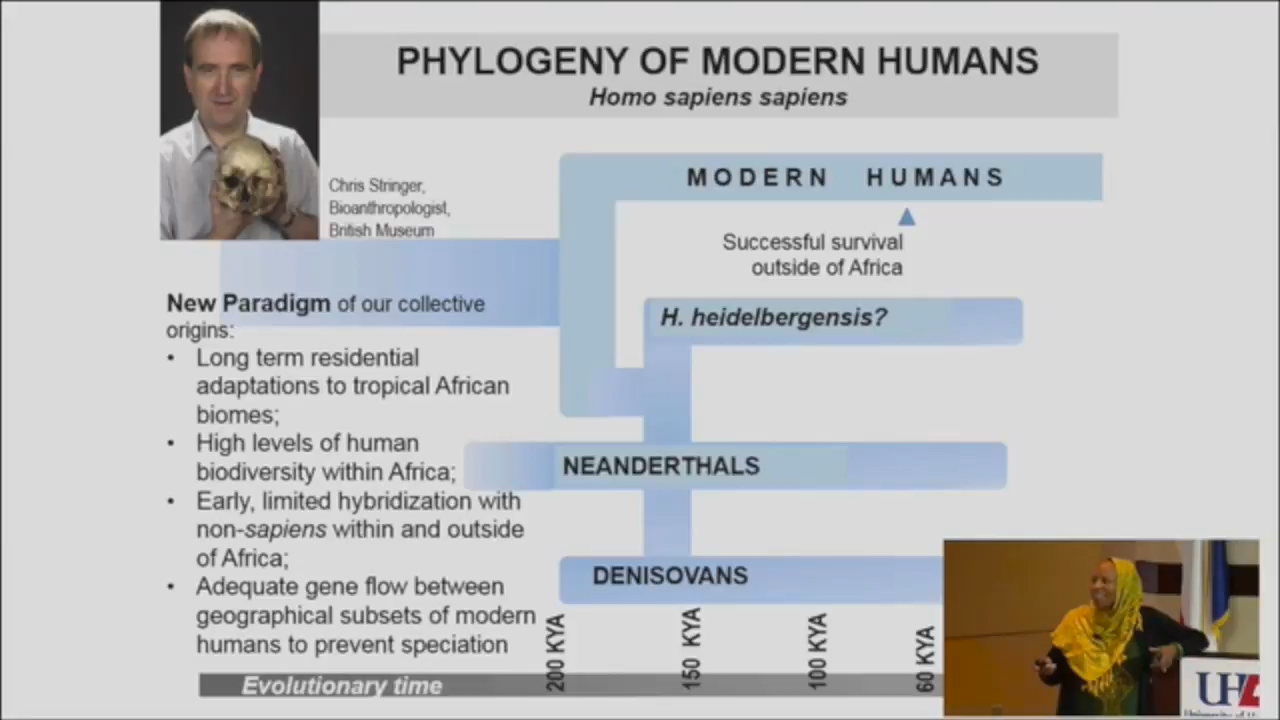 PHYLOGENY OF MODERN HUMANS
Homo sapiens sapiens
Chris Stringer,
Bioanthropologist,
British Museum
MODERN HUMANS
Successful survival
outside of Africa
New Paradigm of our collective
origins:
• Long term residential
adaptations to tropical African
biomes;
• High levels of human
biodiversity within Africa;
• Early, limited hybridization with
non-sapiens within and outside
of Africa;
• Adequate gene flow between
geographical subsets of modern
humans to prevent speciation
H. heidelbergensis?
NEANDERTHALS
DENISOVANS
200 KYA
150 KYA
100 KYA
60 KYA
Evolutionary time